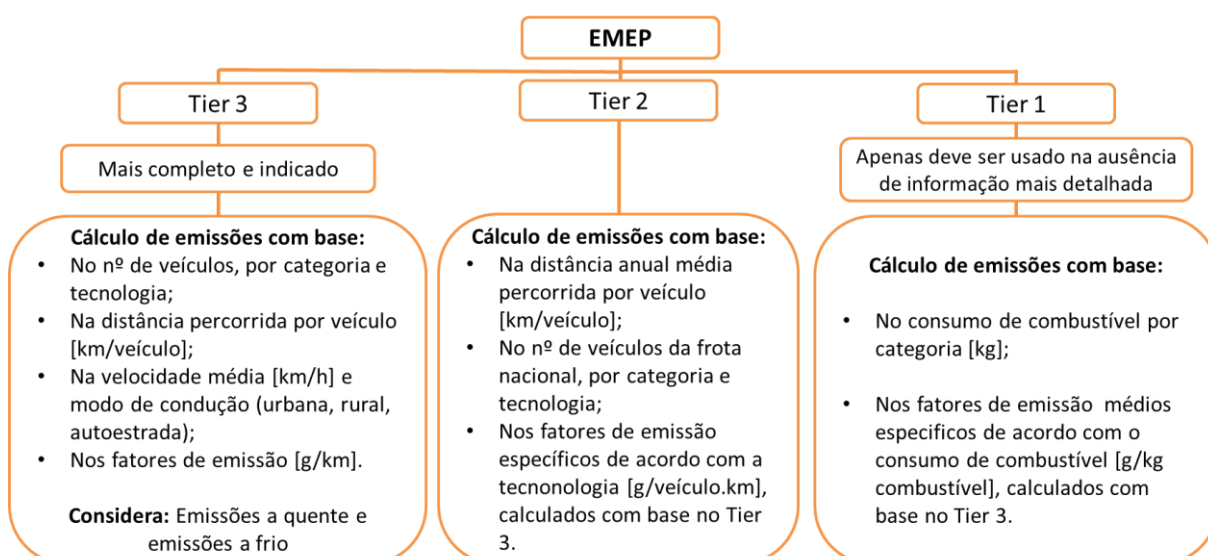 EMEP
Tier 3
Mais completo e indicado
Cálculo de emissões com base:
• No nº de veículos, por categoria e
tecnologia;
• Na distância percorrida por veículo
[km/veículo];
• Na velocidade média [km/h] e
modo de condução (urbana, rural,
autoestrada);
• Nos fatores de emissão [g/km].
Considera: Emissões a quente e
emissões a frio
Tier 2
Cálculo de emissões com base:
• Na distância anual média
percorrida por veículo
[km/veículo];
• No nº de veículos da frota
nacional, por categoria e
tecnologia;
• Nos fatores de emissão
específicos de acordo com a
tecnonologia [g/veículo.km],
calculados com base no Tier
3.
Tier 1
Apenas deve ser usado na ausência
de informação mais detalhada
Cálculo de emissões com base:
• No consumo de combustível por
categoria [kg];
• Nos fatores de emissão médios
especificos de acordo com o
consumo de combustível [g/kg
combustível], calculados com
base no Tier 3.